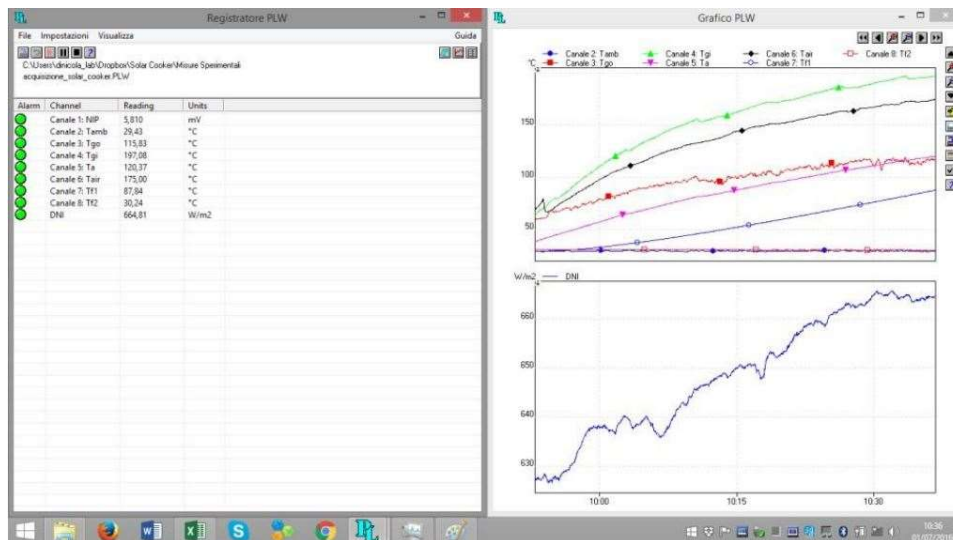 Registratore PLW
File Impostazioni Visualizza Guida
C:\Users\dinicola_lab\Dropbox\Solar Cooker\Misure Sperimentali
acquisizione_solar_cooker.PLW
Alarm Channel Reading Units
Canale 1: NIP 5,810 mV
Canale 2: Tamb 29,43 °C
Canale 3: Tgo 115,83 °C
Canale 4: Tgi 197,08 °C
Canale 5: Ta 120,37 °C
Canale 6: Tair 175,00 °C
Canale 7: Tf1 87,84 °C
Canale 8: Tf2 30,24 °C
DNI 664,81 W/m2
Grafico PLW
Canale 2: Tamb Canale 4: Tgi Canale 6: Tair Canale 8: Tf2
Canale 3: Tgo Canale 5: Ta Canale 7: Tf1
°C
150
100
50
W/m2 DNI
660
650
640
630
10:00 10:15 10:30
10:36